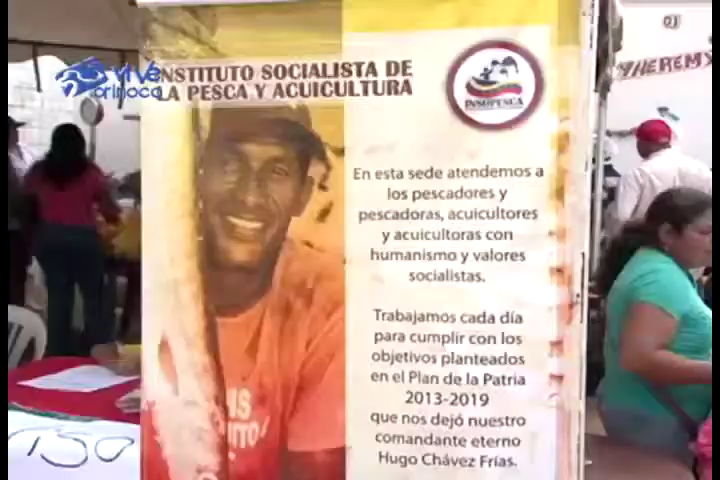 vive
orinoco
INSTITUTO SOCIALISTA DE
LA PESCA Y ACUICULTURA
INSOPESCA
En esta sede atendemos a
los pescadores y
pescadoras, acuicultores
y acuicultoras con
humanismo y valores
socialistas.
Trabajamos cada día
para cumplir con los
objetivos planteados
en el Plan de la Patria
2013-2019
que nos dejó nuestro
comandante eterno
Hugo Chávez Frías.
DJ
YHEREMY